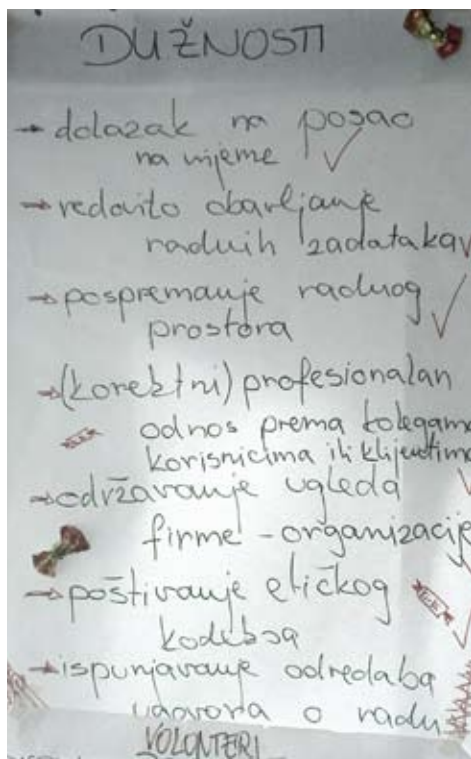 DUŽNOSTI
→ dolazak na posao
na vrijeme ✓
→ redovito obavljanje
radnih zadataka ✓
→ pospremanje radnog
prostora ✓
→ (korektni) profesionalan
odnos prema kolegama
korisnicima ili klijentima
→ održavanje ugleda
firme - organizacije
→ poštivanje etičkog
kodeksa
→ ispunjavanje odredaba
ugovora o radu
VOLONTERI